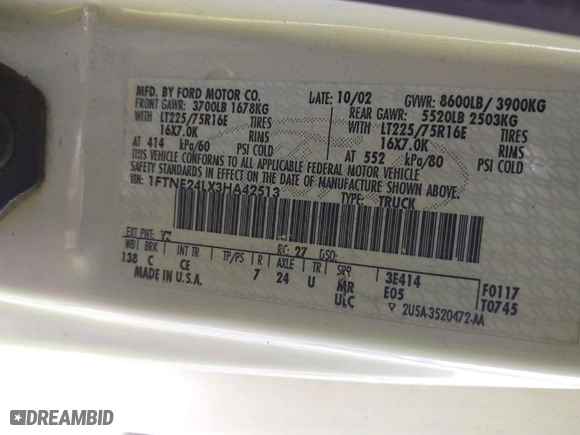 MFD. BY FORD MOTOR CO.
DATE: 10/02 GVWR: 8600LB/ 3900KG
FRONT GAWR: 3700LB 1678KG REAR GAWR: 5520LB 2503KG
WITH LT225/75R16E TIRES WITH LT225/75R16E TIRES
16X7.0K RIMS 16X7.0K RIMS
AT 414 kPa/60 PSI COLD AT 552 kPa/80 PSI COLD
THIS VEHICLE CONFORMS TO ALL APPLICABLE FEDERAL MOTOR VEHICLE
SAFETY STANDARDS IN EFFECT ON THE DATE OF MANUFACTURE SHOWN ABOVE.
VIN: 1FTNE24LX3HA42513
TYPE: TRUCK
EXT PNT: YZ RC: 27 DSO:
WB BRK INT TR TP/PS R AXLE TR SPR 3E414 F0117
138 C CE 7 24 U MR E05 T0745
ULC
MADE IN U.S.A. 2U5A-3520472-AA
DREAMBID